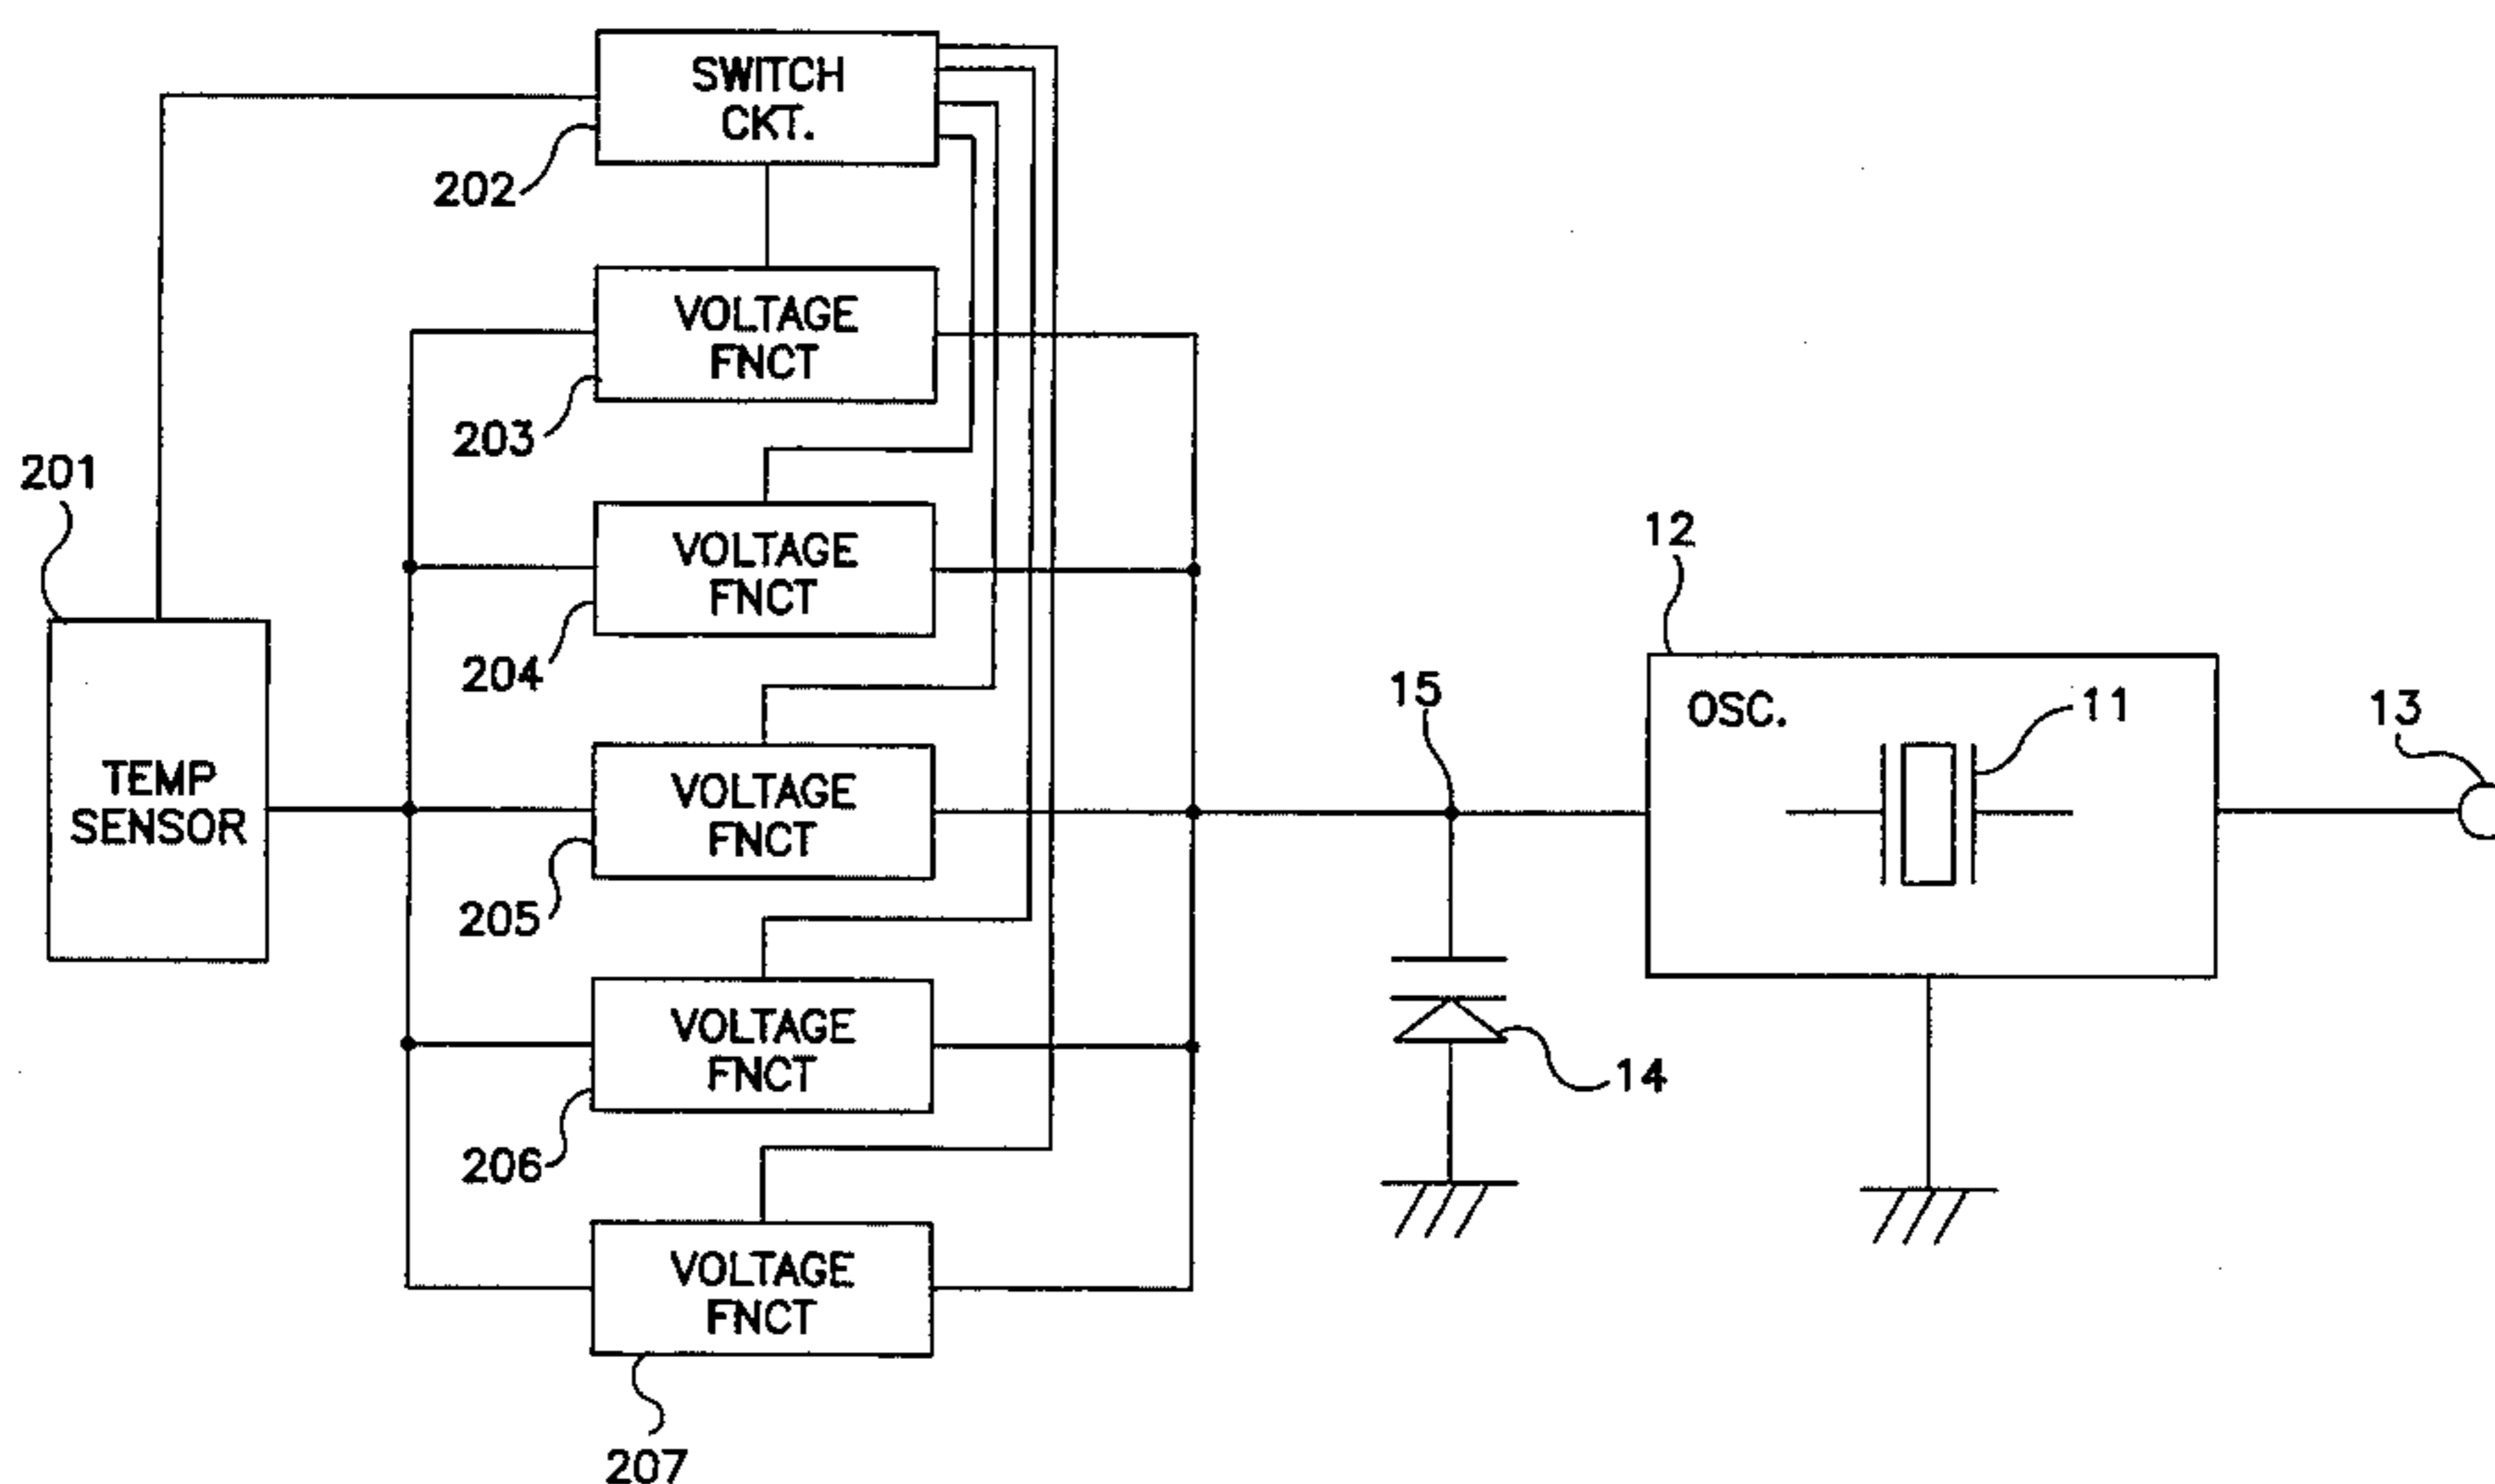 SWITCH
CKT.
202
VOLTAGE
FNCT
203
201
VOLTAGE
FNCT
204
12
15
OSC.
11
13
TEMP
SENSOR
VOLTAGE
FNCT
205
VOLTAGE
FNCT
14
206
VOLTAGE
FNCT
207